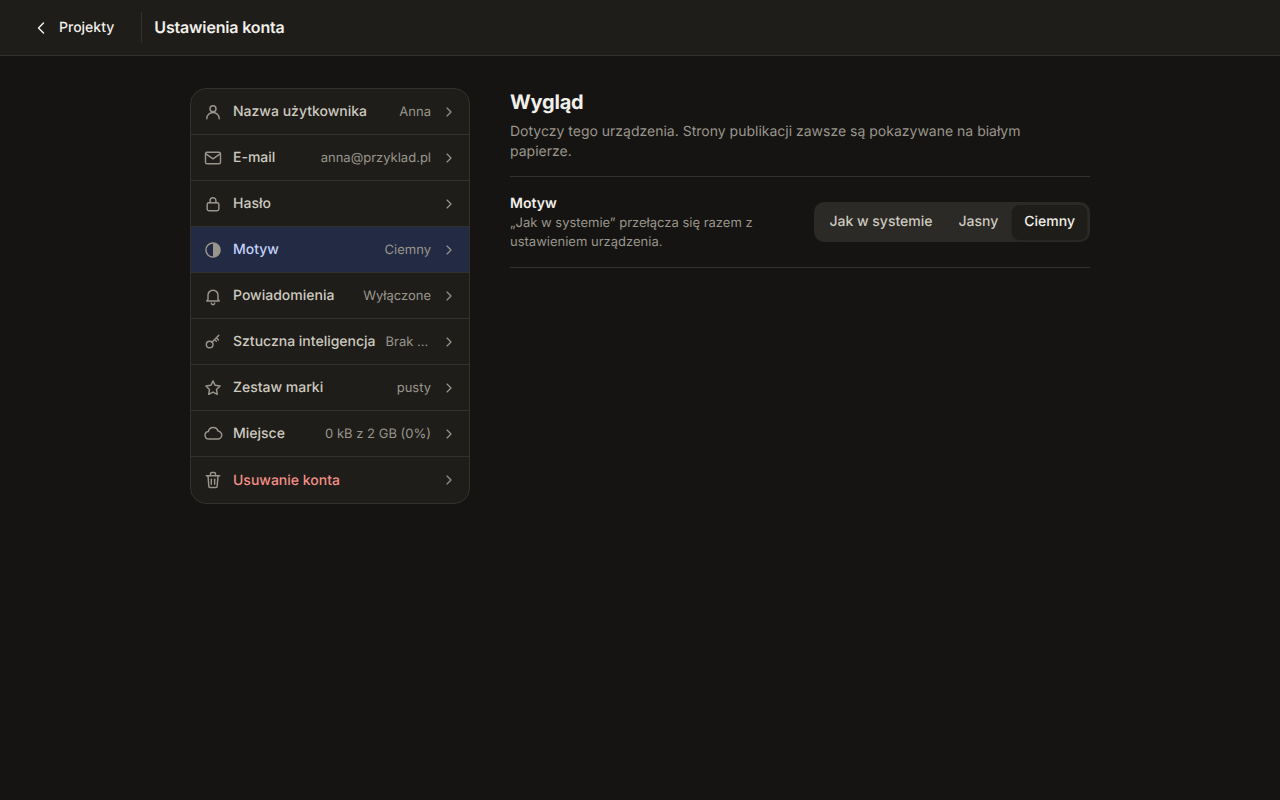 Projekty
Ustawienia konta
Nazwa użytkownika Anna
E-mail anna@przyklad.pl
Hasło
Motyw Ciemny
Powiadomienia Wyłączone
Sztuczna inteligencja Brak ...
Zestaw marki pusty
Miejsce 0 kB z 2 GB (0%)
Usuwanie konta
Wygląd
Dotyczy tego urządzenia. Strony publikacji zawsze są pokazywane na białym
papierze.
Motyw
„Jak w systemie” przełącza się razem z
ustawieniem urządzenia.
Jak w systemie Jasny Ciemny